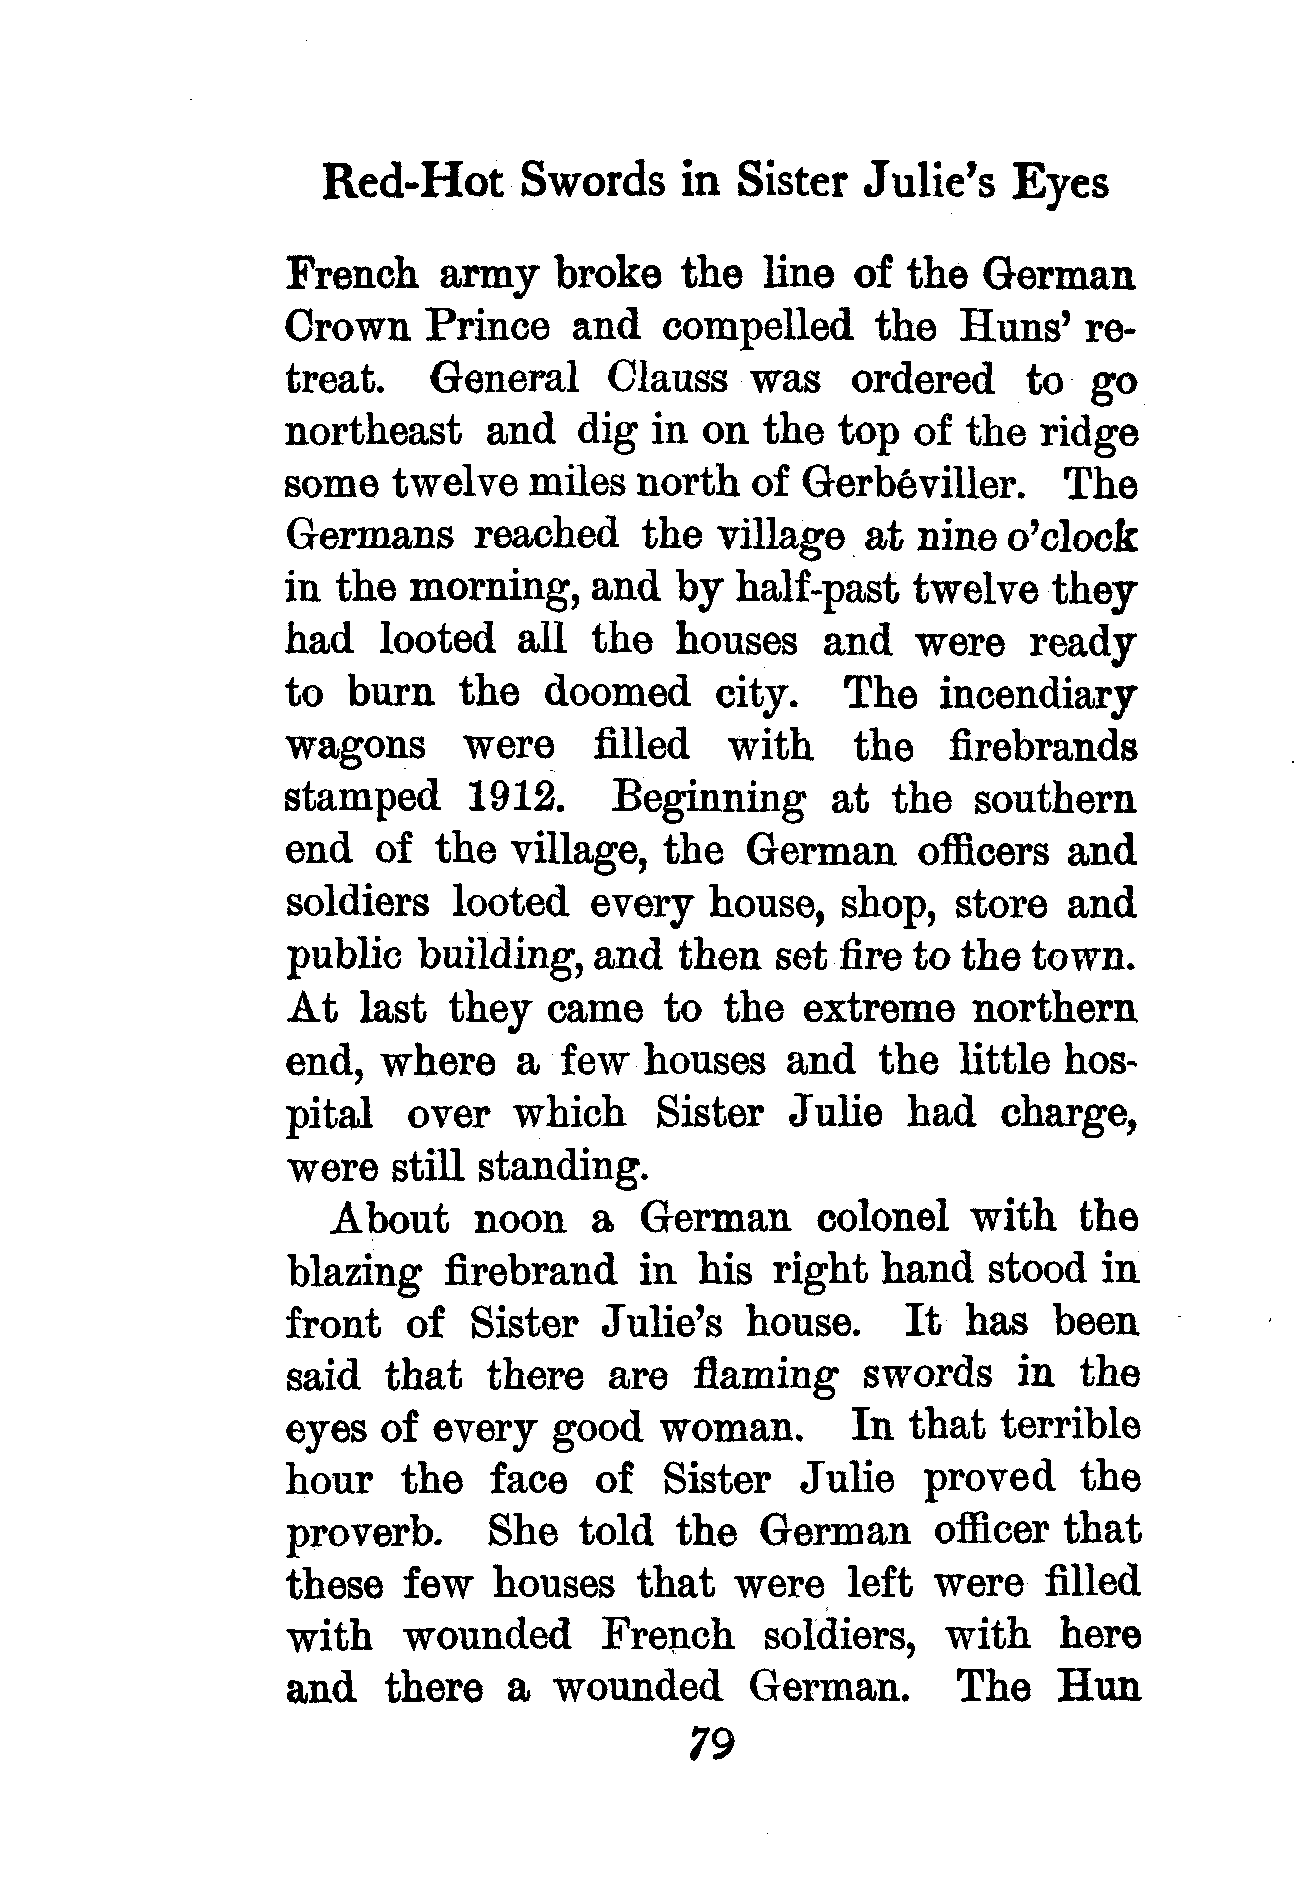 Red-Hot Swords in Sister Julie's Eyes
French army broke the line of the German
Crown Prince and compelled the Huns' re-
treat. General Clauss was ordered to go
northeast and dig in on the top of the ridge
some twelve miles north of Gerbéviller. The
Germans reached the village at nine o'clock
in the morning, and by half-past twelve they
had looted all the houses and were ready
to burn the doomed city. The incendiary
wagons were filled with the firebrands
stamped 1912. Beginning at the southern
end of the village, the German officers and
soldiers looted every house, shop, store and
public building, and then set fire to the town.
At last they came to the extreme northern
end, where a few houses and the little hos-
pital over which Sister Julie had charge,
were still standing.
About noon a German colonel with the
blazing firebrand in his right hand stood in
front of Sister Julie's house. It has been
said that there are flaming swords in the
eyes of every good woman. In that terrible
hour the face of Sister Julie proved the
proverb. She told the German officer that
these few houses that were left were filled
with wounded French soldiers, with here
and there a wounded German. The Hun
79